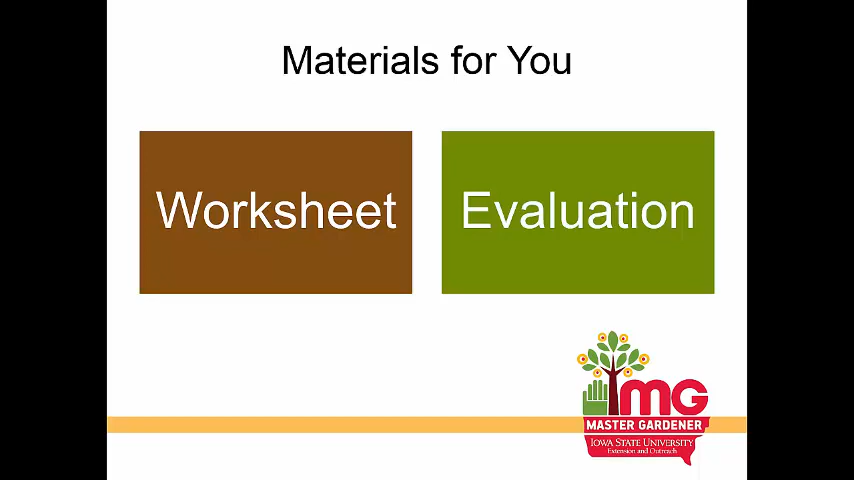 Materials for You
Worksheet
Evaluation
MG
MASTER GARDENER
IOWA STATE UNIVERSITY
Extension and Outreach